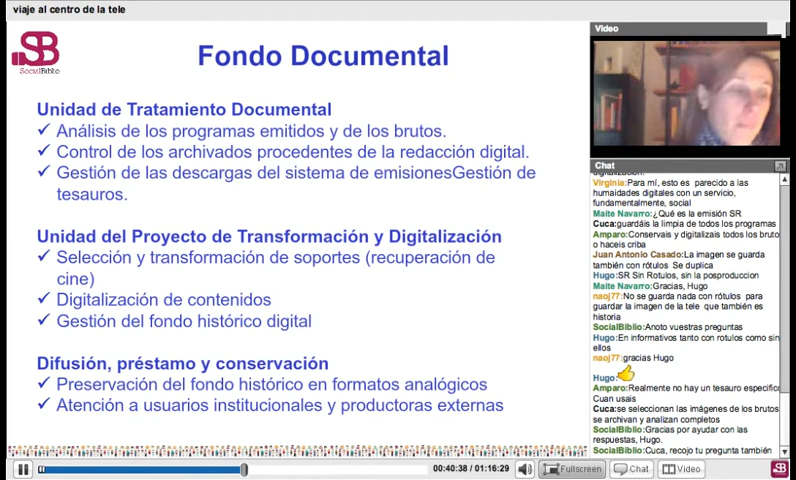 viaje al centro de la tele
SB
SocialBiblio
Fondo Documental
Unidad de Tratamiento Documental
✓ Análisis de los programas emitidos y de los brutos.
✓ Control de los archivados procedentes de la redacción digital.
✓ Gestión de las descargas del sistema de emisionesGestión de
tesauros.
Unidad del Proyecto de Transformación y Digitalización
✓ Selección y transformación de soportes (recuperación de
cine)
✓ Digitalización de contenidos
✓ Gestión del fondo histórico digital
Difusión, préstamo y conservación
✓ Preservación del fondo histórico en formatos analógicos
✓ Atención a usuarios institucionales y productoras externas
Video
Chat
digitalización.
Virginia:Para mí, esto es parecido a las
humaidades digitales con un servicio,
fundamentalmente, social
Maite Navarro:¿Qué es la emisión SR
Cuca:guardáis la limpia de todos los programas
Amparo:Conservais y digitalizais todos los bruto
o haceis criba
Juan Antonio Casado:La imagen se guarda
también con rótulos Se duplica
Hugo:SR Sin Rotulos, sin la posproduccion
Maite Navarro:Gracias, Hugo
naoj77:No se guarda nada con rótulos para
guardar la imagen de la tele que también es
historia
SocialBiblio:Anoto vuestras preguntas
Hugo:En informativos tanto con rotulos como sin
ellos
naoj77:gracias Hugo
Hugo:
Amparo:Realmente no hay un tesauro especifico
Cuan usais
Cuca:se seleccionan las imágenes de los brutos
se archivan y analizan completos
SocialBiblio:Gracias por ayudar con las
respuestas, Hugo.
SocialBiblio:Cuca, recojo tu pregunta también
00:40:38 / 01:16:29
Fullscreen
Chat
Video
SB